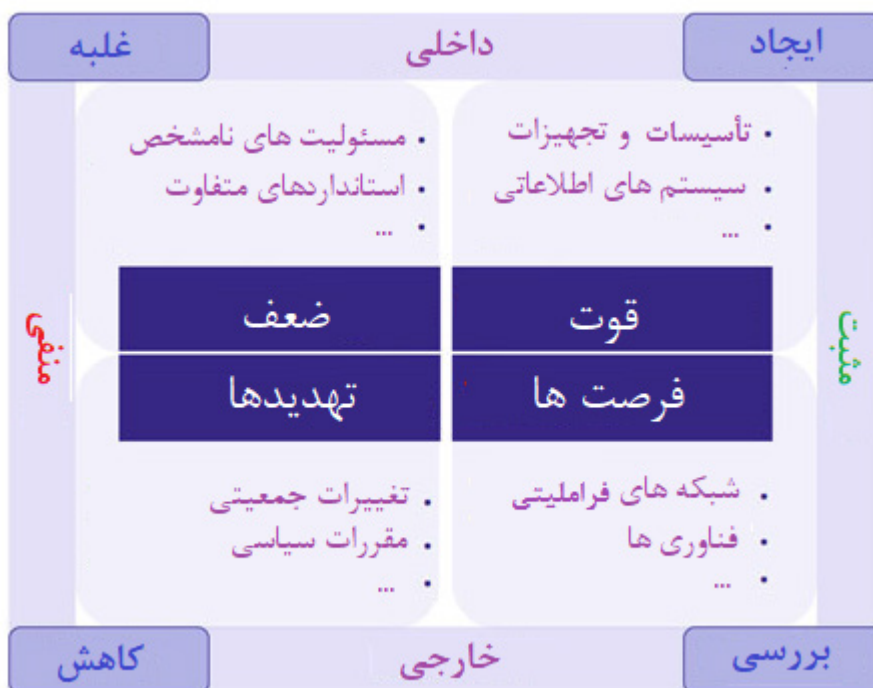 ایجاد
داخلی
غلبه
تأسیسات و تجهیزات
سیستم های اطلاعاتی
...
مسئولیت های نامشخص
استانداردهای متفاوت
...
مثبت
قوت
ضعف
منفی
فرصت ها
تهدیدها
شبکه های فراملیتی
فناوری ها
...
تغییرات جمعیتی
مقررات سیاسی
...
بررسی
خارجی
کاهش